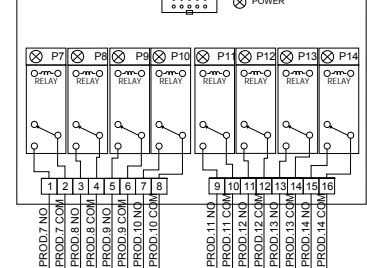 POWER
P7 P8 P9 P10 P11 P12 P13 P14
RELAY RELAY RELAY RELAY RELAY RELAY RELAY RELAY
1 2 3 4 5 6 7 8 9 10 11 12 13 14 15 16
PROD.7 NO
PROD.7 COM
PROD.8 NO
PROD.8 COM
PROD.9 NO
PROD.9 COM
PROD.10 NO
PROD.10 COM
PROD.11 NO
PROD.11 COM
PROD.12 NO
PROD.12 COM
PROD.13 NO
PROD.13 COM
PROD.14 NO
PROD.14 COM